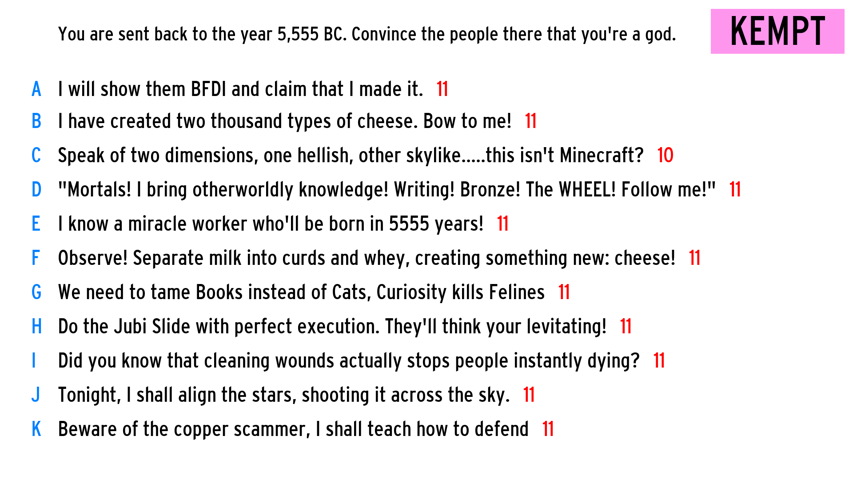 You are sent back to the year 5,555 BC. Convince the people there that you're a god.
KEMPT
A I will show them BFDI and claim that I made it. 11
B I have created two thousand types of cheese. Bow to me! 11
C Speak of two dimensions, one hellish, other skylike.....this isn't Minecraft? 10
D "Mortals! I bring otherworldly knowledge! Writing! Bronze! The WHEEL! Follow me!" 11
E I know a miracle worker who'll be born in 5555 years! 11
F Observe! Separate milk into curds and whey, creating something new: cheese! 11
G We need to tame Books instead of Cats, Curiosity kills Felines 11
H Do the Jubi Slide with perfect execution. They'll think your levitating! 11
I Did you know that cleaning wounds actually stops people instantly dying? 11
J Tonight, I shall align the stars, shooting it across the sky. 11
K Beware of the copper scammer, I shall teach how to defend 11